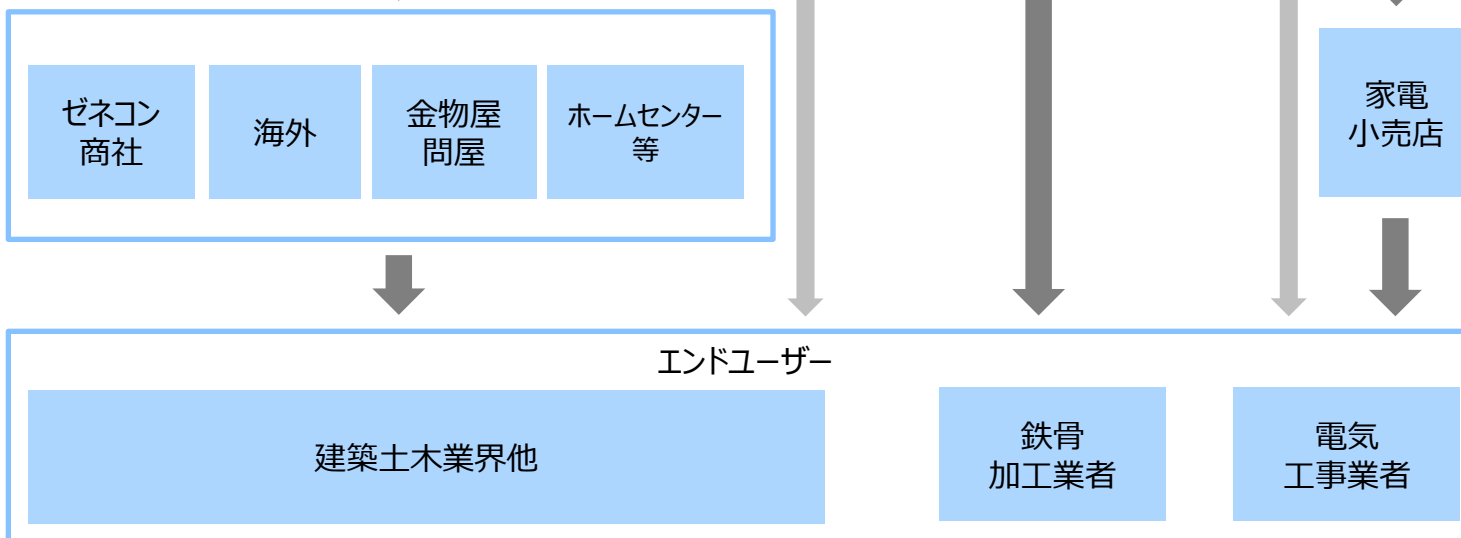 ゼネコン
商社
海外
金物屋
問屋
ホームセンター
等
家電
小売店
エンドユーザー
建築土木業界他
鉄骨
加工業者
電気
工事業者